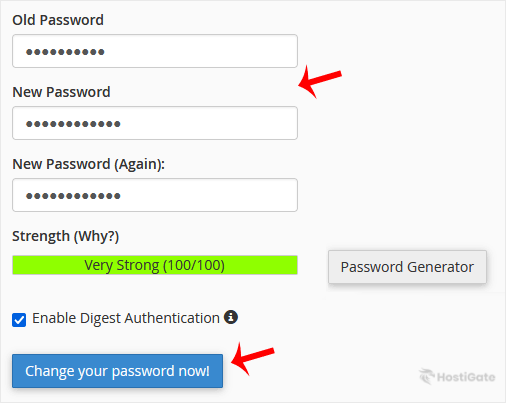 Old Password
••••••••••
New Password
••••••••••••
New Password (Again):
••••••••••••
Strength (Why?)
Very Strong (100/100)
Password Generator
Enable Digest Authentication
Change your password now!
HostiGate